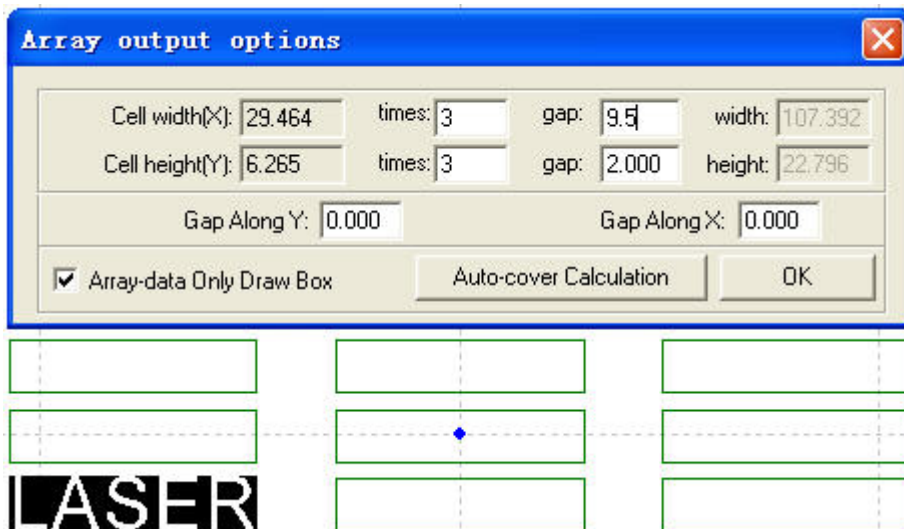 Array output options
Cell width(X): 29.464 times: 3 gap: 9.5 width: 107.392
Cell height(Y): 6.265 times: 3 gap: 2.000 height: 22.796
Gap Along Y: 0.000 Gap Along X: 0.000
Array-data Only Draw Box Auto-cover Calculation OK
LASER